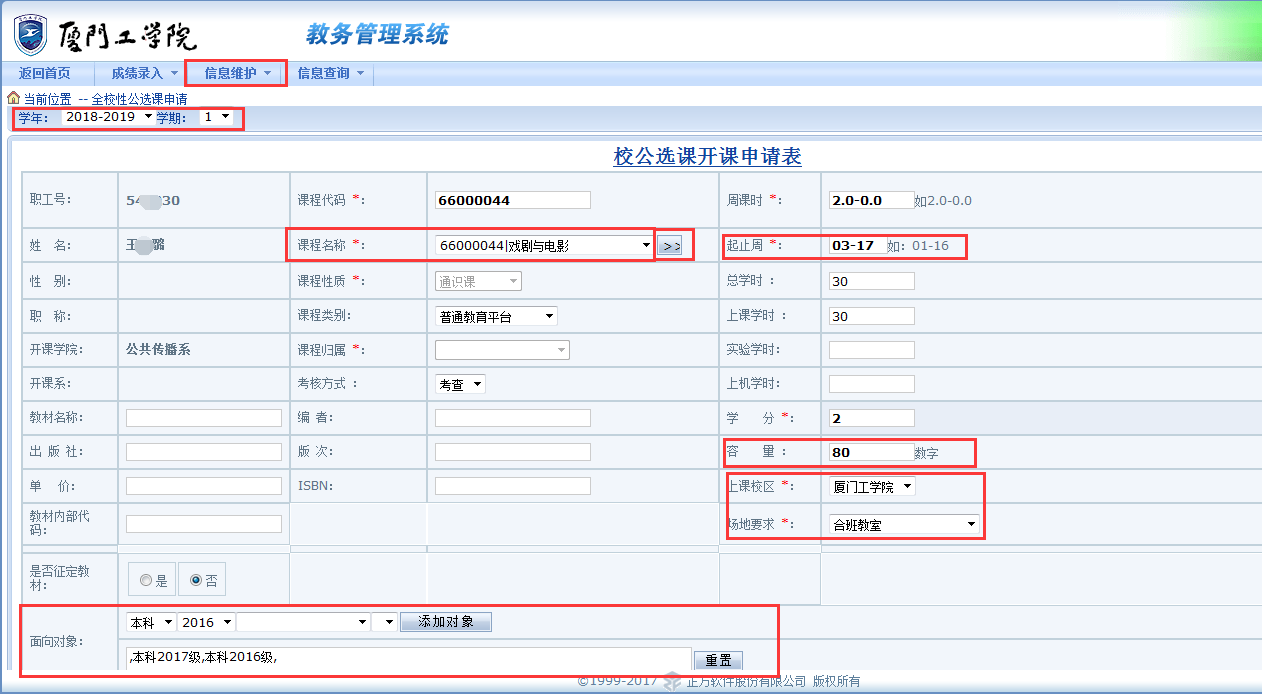 厦门工学院 教务管理系统
返回首页 成绩录入 信息维护 信息查询
当前位置 -- 全校性公选课申请
学年: 2018-2019 学期: 1
校公选课开课申请表
职工号: 54 30 课程代码 *: 66000044 周课时 *: 2.0-0.0 如2.0-0.0
姓 名: 王 璐 课程名称 *: 66000044|戏剧与电影 >> 起止周 *: 03-17 如: 01-16
性 别: 课程性质 *: 通识课 总学时 : 30
职 称: 课程类别: 普通教育平台 上课学时 : 30
开课学院: 公共传播系 课程归属 *: 实验学时:
开课系: 考核方式 : 考查 上机学时:
教材名称: 编 者: 学 分 *: 2
出 版 社: 版 次: 容 量 : 80 数字
单 价: ISBN: 上课校区 *: 厦门工学院
教材内部代码: 场地要求 *: 合班教室
是否征定教材: 是 否
面向对象: 本科 2016 添加对象
,本科2017级,本科2016级, 重置
©1999-2017 正方软件股份有限公司 版权所有